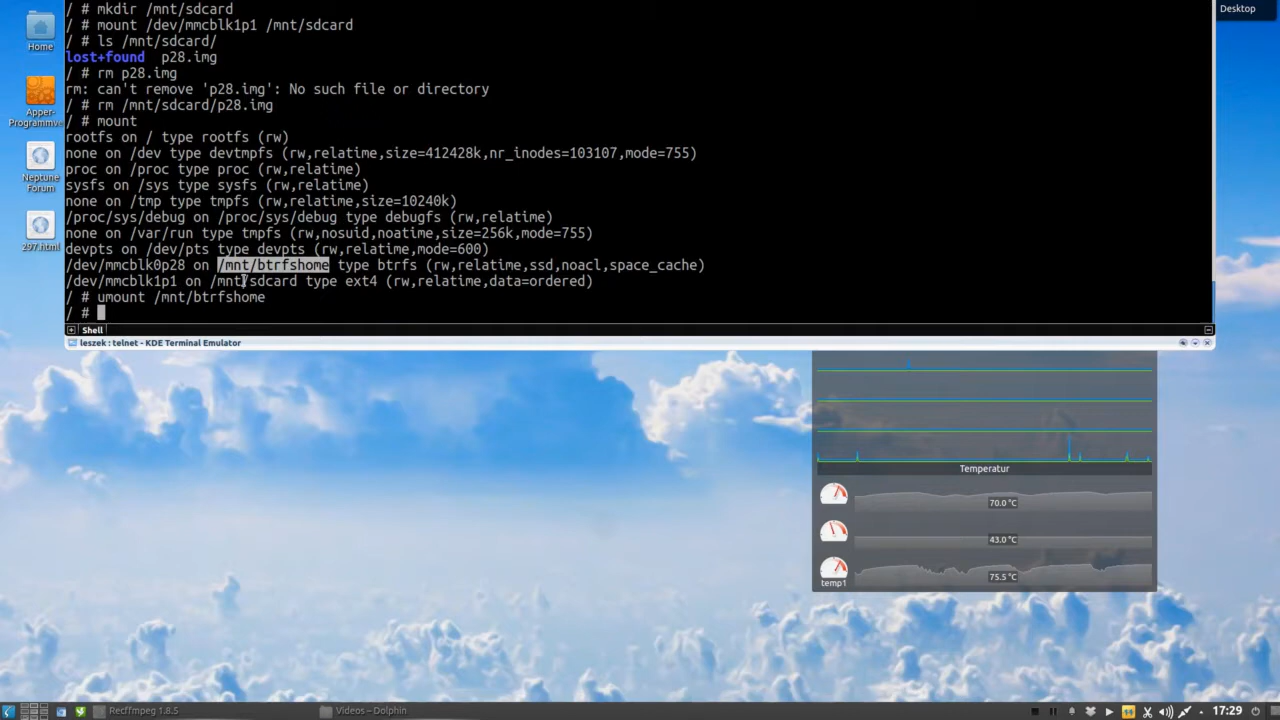 / # mkdir /mnt/sdcard
/ # mount /dev/mmcblk1p1 /mnt/sdcard
/ # ls /mnt/sdcard/
lost+found  p28.img
/ # rm p28.img
rm: can't remove 'p28.img': No such file or directory
/ # rm /mnt/sdcard/p28.img
/ # mount
rootfs on / type rootfs (rw)
none on /dev type devtmpfs (rw,relatime,size=412428k,nr_inodes=103107,mode=755)
proc on /proc type proc (rw,relatime)
sysfs on /sys type sysfs (rw,relatime)
none on /tmp type tmpfs (rw,relatime,size=10240k)
/proc/sys/debug on /proc/sys/debug type debugfs (rw,relatime)
none on /var/run type tmpfs (rw,nosuid,noatime,size=256k,mode=755)
devpts on /dev/pts type devpts (rw,relatime,mode=600)
/dev/mmcblk0p28 on /mnt/btrfshome type btrfs (rw,relatime,ssd,noacl,space_cache)
/dev/mmcblk1p1 on /mnt/sdcard type ext4 (rw,relatime,data=ordered)
/ # umount /mnt/btrfshome
/ #
Shell
leszek : telnet - KDE Terminal Emulator
Desktop
Home
Apper-
Programmve
Neptune
Forum
297.html
Temperatur
70.0 °C
43.0 °C
75.5 °C
temp1
Recffmpeg 1.8.5
Videos – Dolphin
17:29